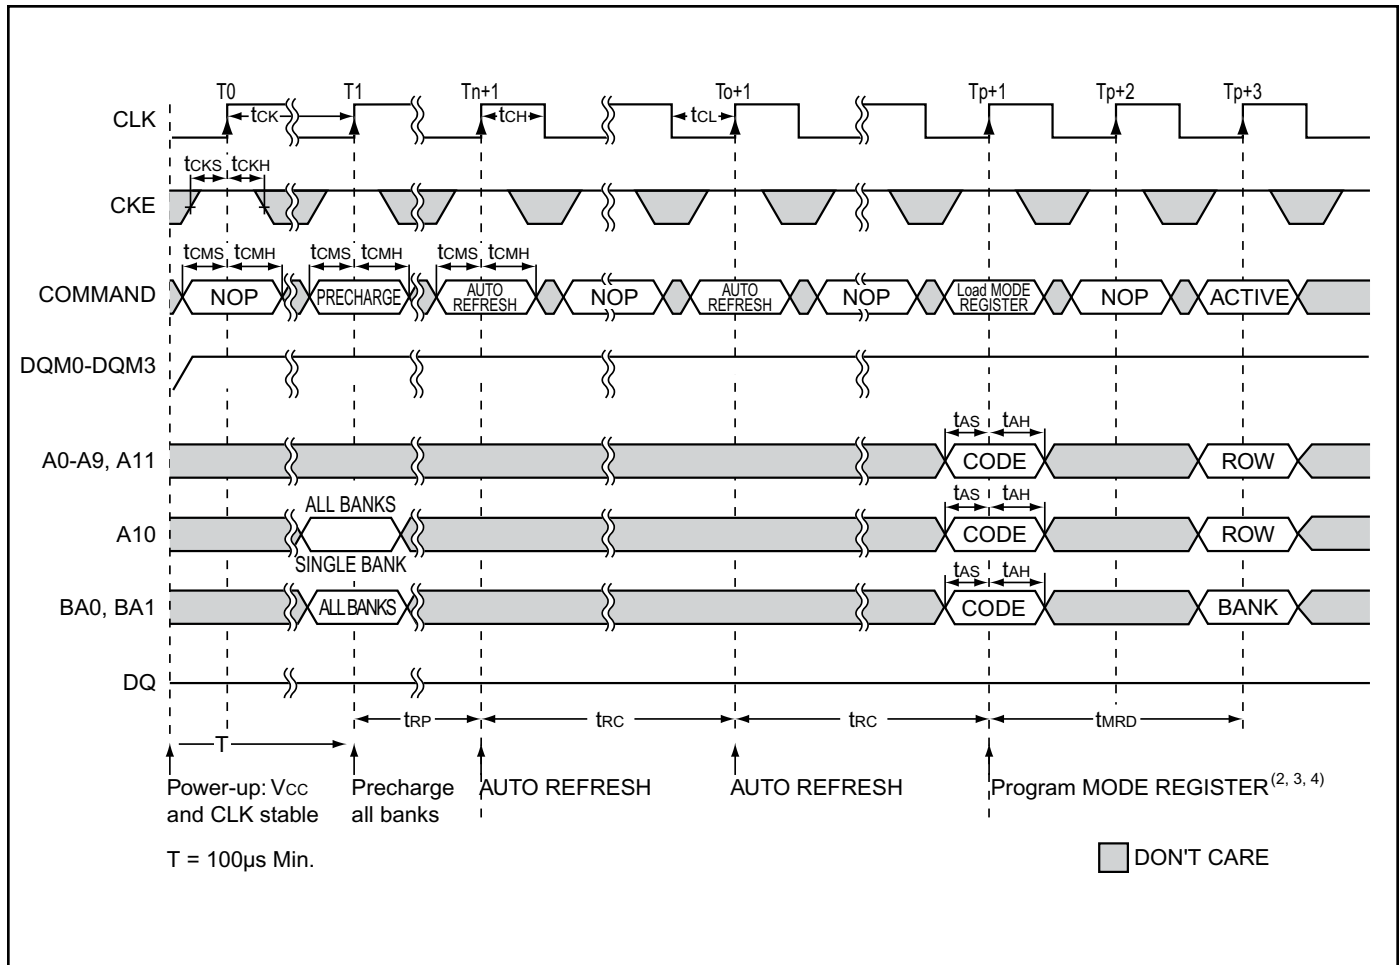 T0 T1 Tn+1 To+1 Tp+1 Tp+2 Tp+3
CLK tCK tCH tCL
tCKS tCKH
CKE
tCMS tCMH tCMS tCMH tCMS tCMH
COMMAND NOP PRECHARGE AUTO REFRESH NOP AUTO REFRESH NOP Load MODE REGISTER NOP ACTIVE
DQM0-DQM3
tAS tAH
A0-A9, A11 CODE ROW
ALL BANKS tAS tAH
A10 CODE ROW
SINGLE BANK tAS tAH
BA0, BA1 ALL BANKS CODE BANK
DQ
tRP tRC tRC tMRD
T
Power-up: VCC Precharge AUTO REFRESH AUTO REFRESH Program MODE REGISTER(2, 3, 4)
and CLK stable all banks
T = 100µs Min. DON'T CARE